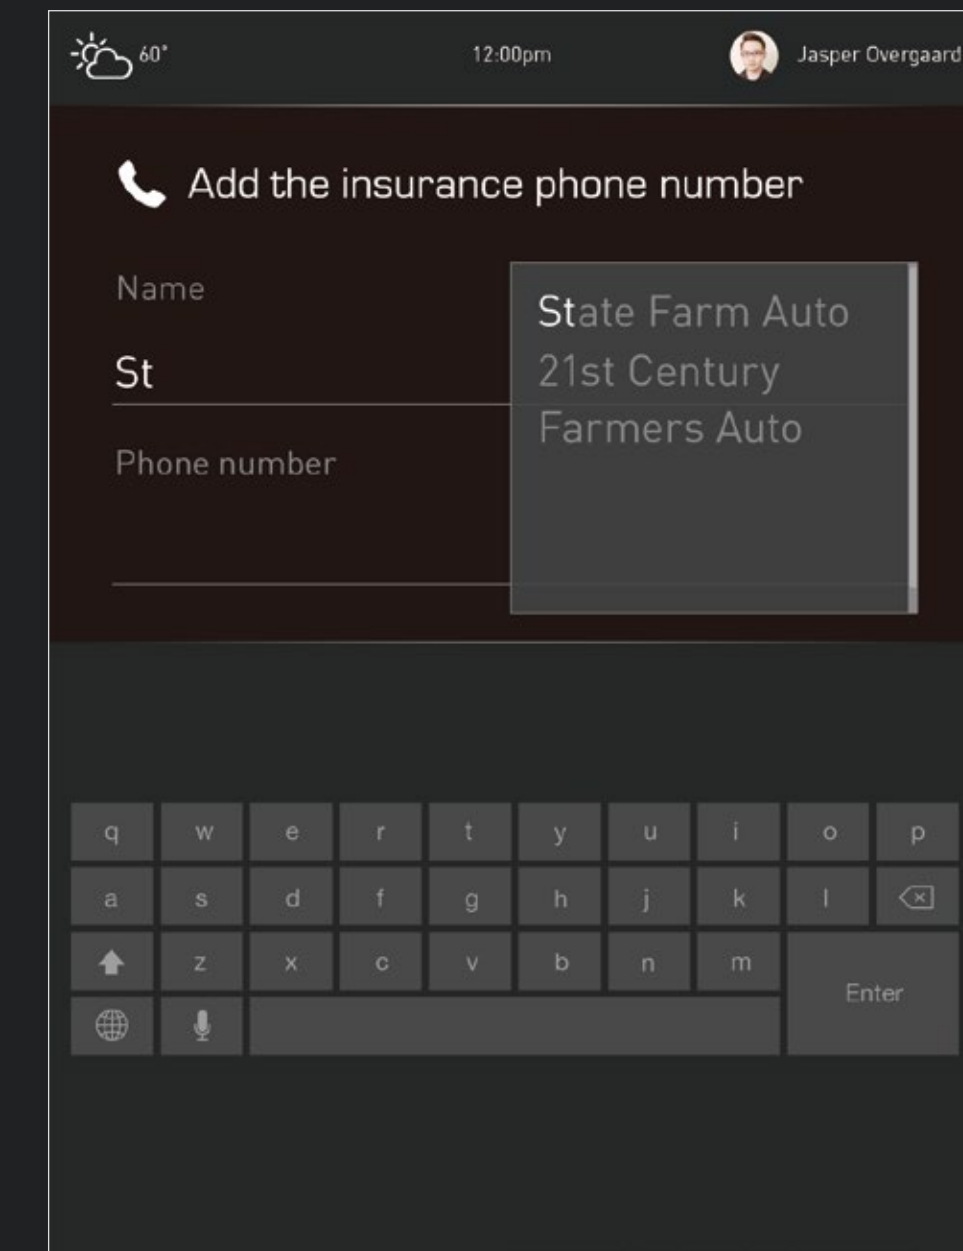 60°
12:00pm
Jasper Overgaard
Add the insurance phone number
Name
St
State Farm Auto
21st Century
Farmers Auto
Phone number
q w e r t y u i o p
a s d f g h j k l
z x c v b n m
Enter